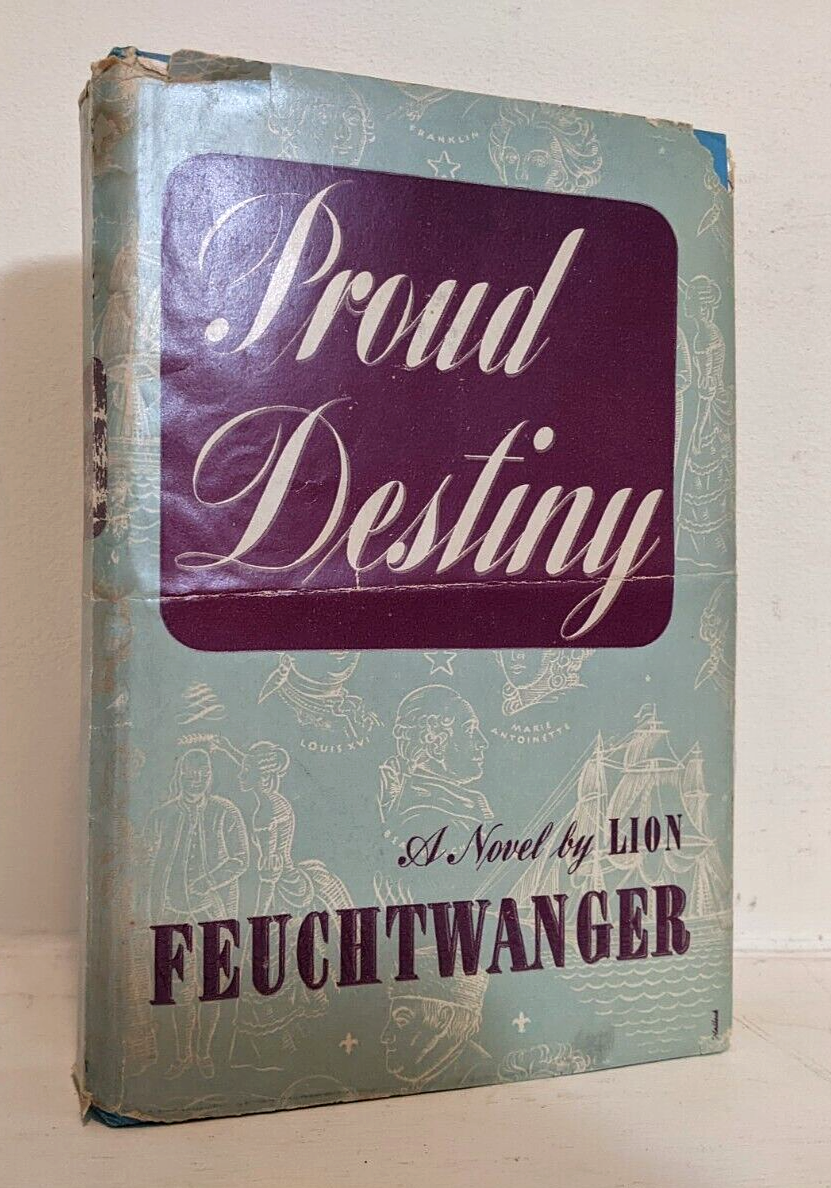 FRANKLIN
Proud
Destiny
LOUIS XVI
MARIE
ANTOINETTE
A Novel by LION
FEUCHTWANGER